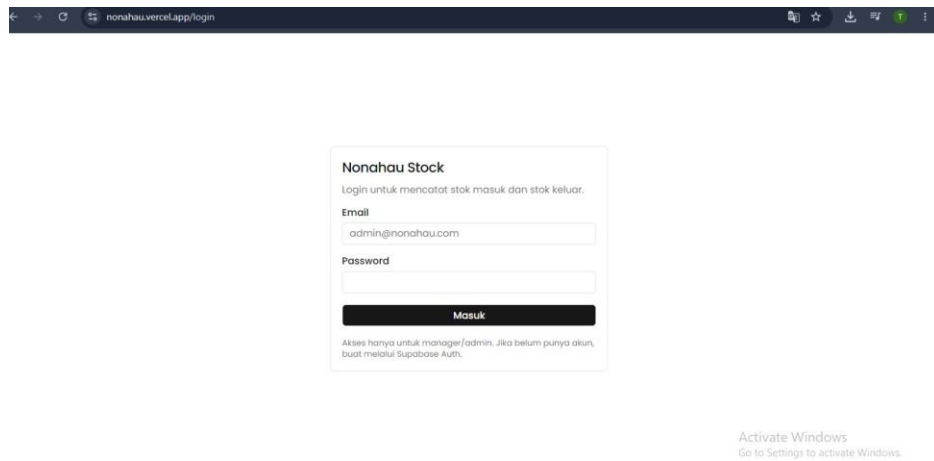 nonahau.vercel.app/login
T
Nonahau Stock
Login untuk mencatat stok masuk dan stok keluar.
Email
admin@nonahau.com
Password
Masuk
Akses hanya untuk manager/admin. Jika belum punya akun,
buat melalui Supabase Auth.
Activate Windows
Go to Settings to activate Windows.